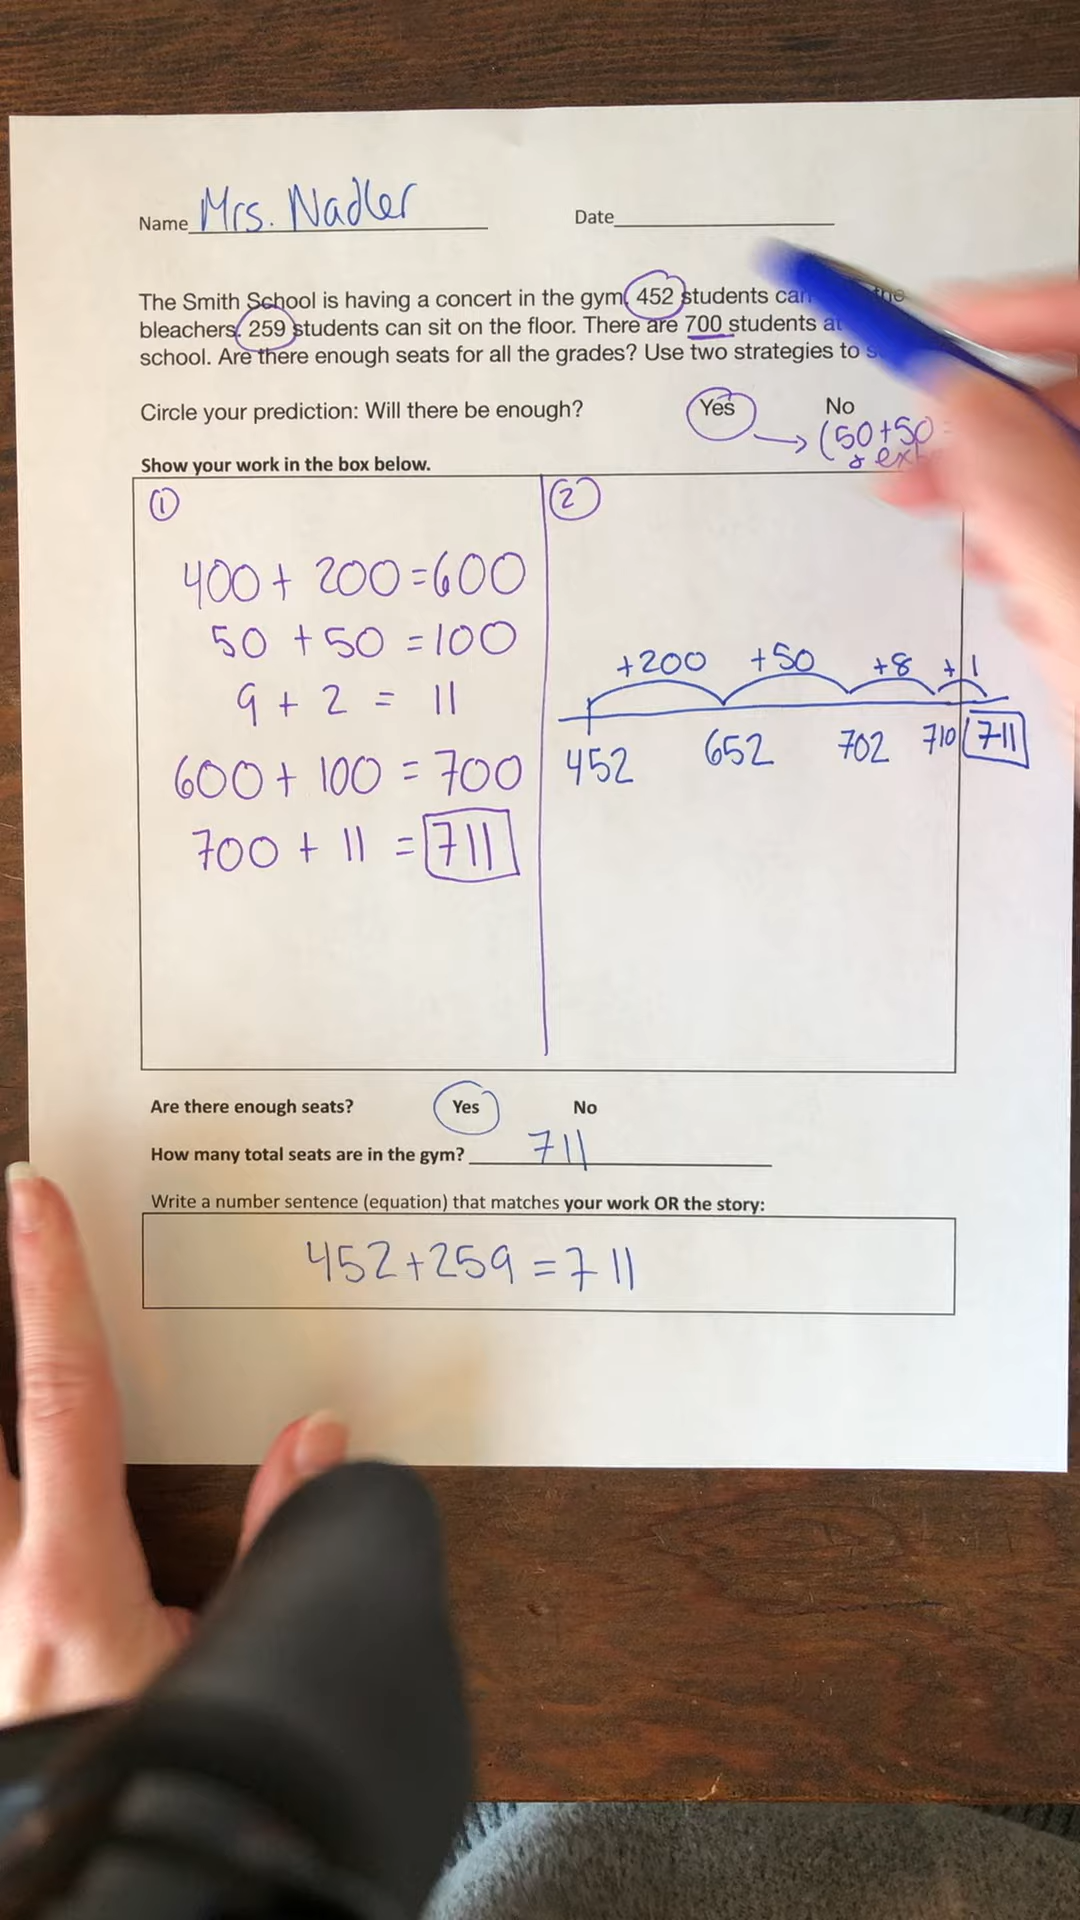 Name Mrs. Nadler Date
The Smith School is having a concert in the gym. 452 students can the
bleachers. 259 students can sit on the floor. There are 700 students at
school. Are there enough seats for all the grades? Use two strategies to
Circle your prediction: Will there be enough? Yes No
(50+50
Show your work in the box below.
1
400 + 200 = 600
50 + 50 = 100
9 + 2 = 11
600 + 100 = 700
700 + 11 = 711
2
+200 +50 +8 +1
452 652 702 710 711
Are there enough seats? Yes No
How many total seats are in the gym? 711
Write a number sentence (equation) that matches your work OR the story:
452+259=711